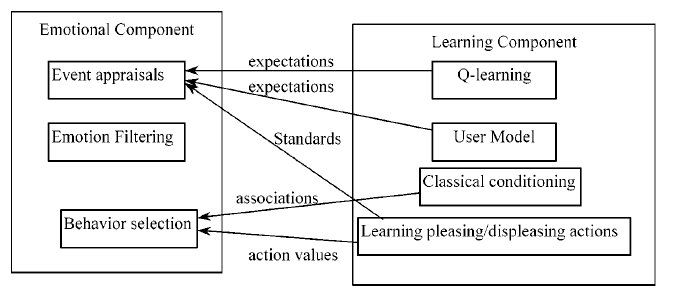 Emotional Component
Learning Component
expectations
Event appraisals
Q-learning
expectations
Emotion Filtering
Standards
User Model
Classical conditioning
associations
Behavior selection
Learning pleasing/displeasing actions
action values